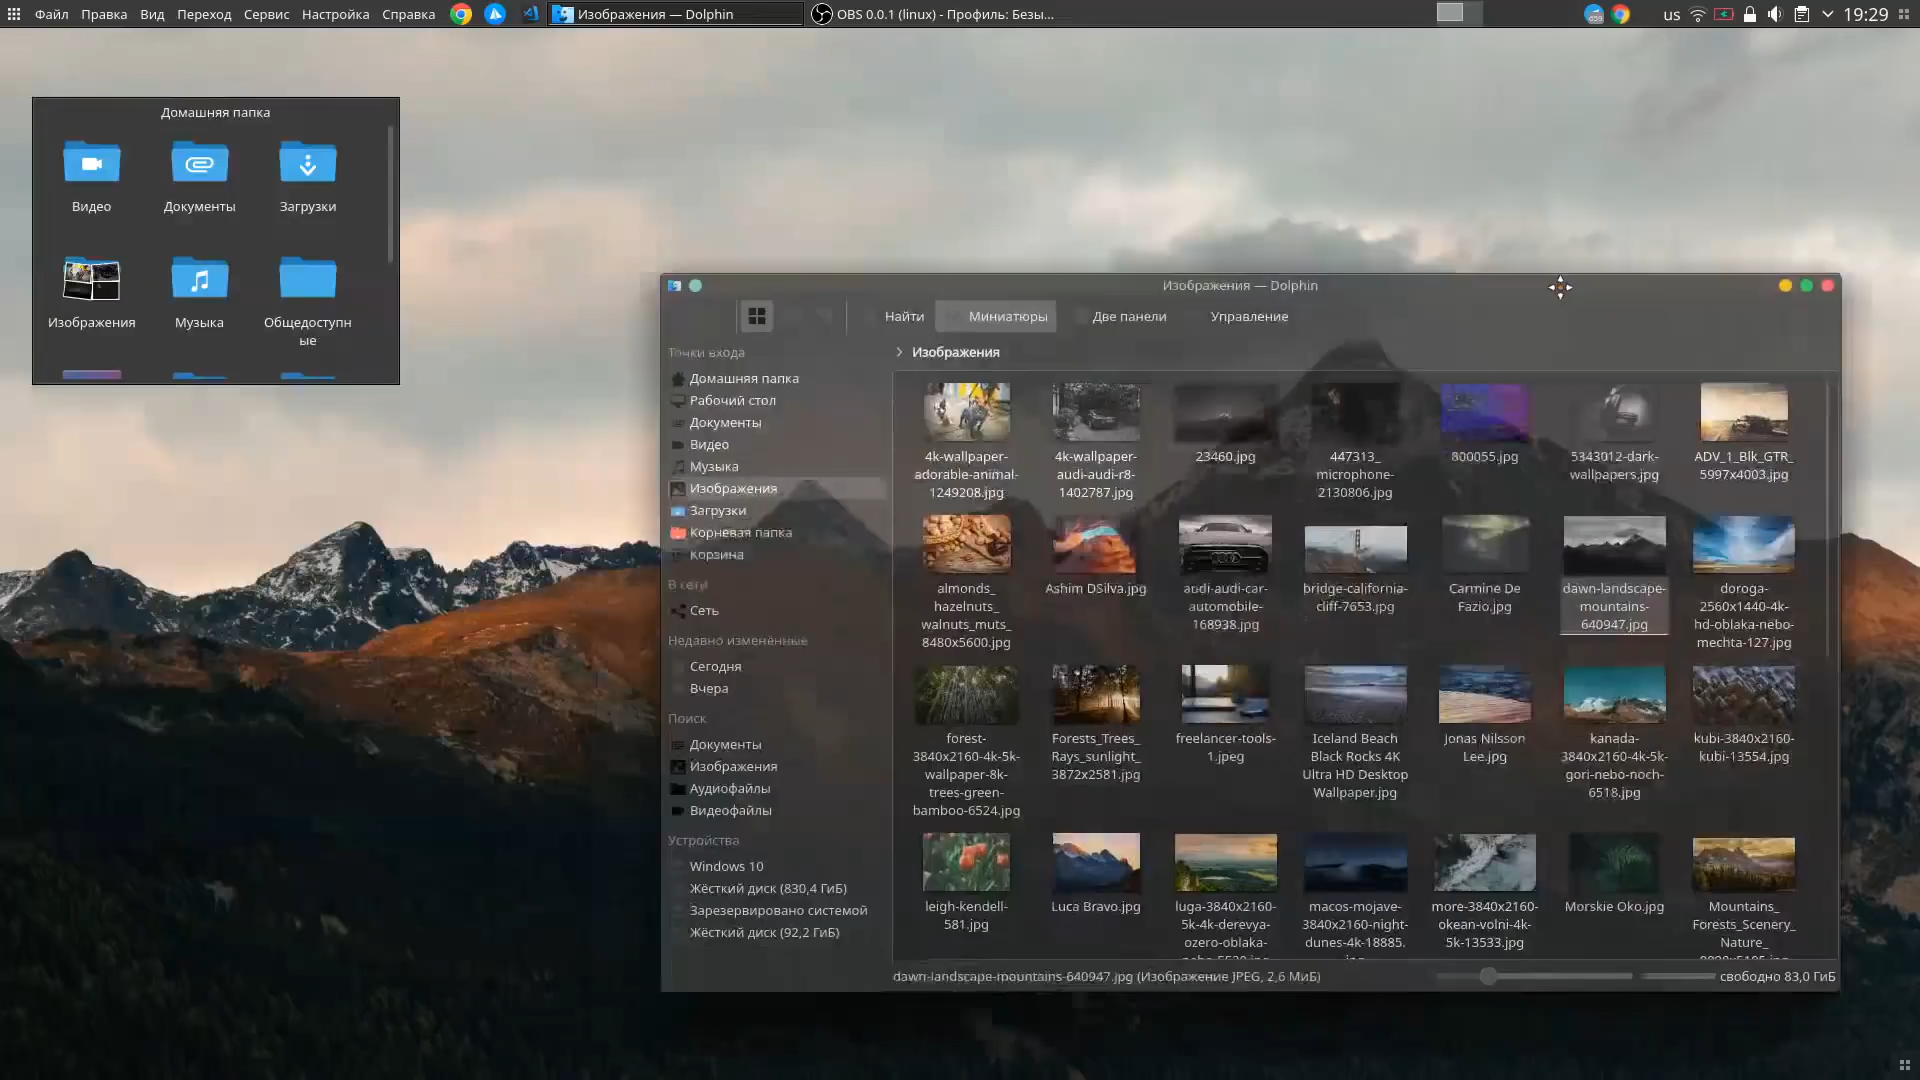 Файл Правка Вид Переход Сервис Настройка Справка Изображения — Dolphin OBS 0.0.1 (linux) - Профиль: Безы... us 19:29
Домашняя папка
Видео Документы Загрузки
Изображения Музыка Общедоступн
ые
Изображения — Dolphin
Найти Миниатюры Две панели Управление
Точки входа
Домашняя папка
Рабочий стол
Документы
Видео
Музыка
Изображения
Загрузки
Корневая папка
Корзина
В сети
Сеть
Недавно изменённые
Сегодня
Вчера
Поиск
Документы
Изображения
Аудиофайлы
Видеофайлы
Устройства
Windows 10
Жёсткий диск (830,4 ГиБ)
Зарезервировано системой
Жёсткий диск (92,2 ГиБ)
Изображения
4k-wallpaper-
adorable-animal-
1249208.jpg
4k-wallpaper-
audi-audi-r8-
1402787.jpg
23460.jpg
447313_
microphone-
2130806.jpg
800055.jpg
5343012-dark-
wallpapers.jpg
ADV_1_Blk_GTR_
5997x4003.jpg
almonds_
hazelnuts_
walnuts_muts_
8480x5600.jpg
Ashim DSilva.jpg
audi-audi-car-
automobile-
168938.jpg
bridge-california-
cliff-7653.jpg
Carmine De
Fazio.jpg
dawn-landscape-
mountains-
640947.jpg
doroga-
2560x1440-4k-
hd-oblaka-nebo-
mechta-127.jpg
forest-
3840x2160-4k-5k-
wallpaper-8k-
trees-green-
bamboo-6524.jpg
Forests_Trees_
Rays_sunlight_
3872x2581.jpg
freelancer-tools-
1.jpeg
Iceland Beach
Black Rocks 4K
Ultra HD Desktop
Wallpaper.jpg
Jonas Nilsson
Lee.jpg
kanada-
3840x2160-4k-5k-
gori-nebo-noch-
6518.jpg
kubi-3840x2160-
kubi-13554.jpg
leigh-kendell-
581.jpg
Luca Bravo.jpg
luga-3840x2160-
5k-4k-derevya-
ozero-oblaka-
macos-mojave-
3840x2160-night-
dunes-4k-18885.
more-3840x2160-
okean-volni-4k-
5k-13533.jpg
Morskie Oko.jpg
Mountains_
Forests_Scenery_
Nature_
dawn-landscape-mountains-640947.jpg (Изображение JPEG, 2,6 МиБ) свободно 83,0 ГиБ